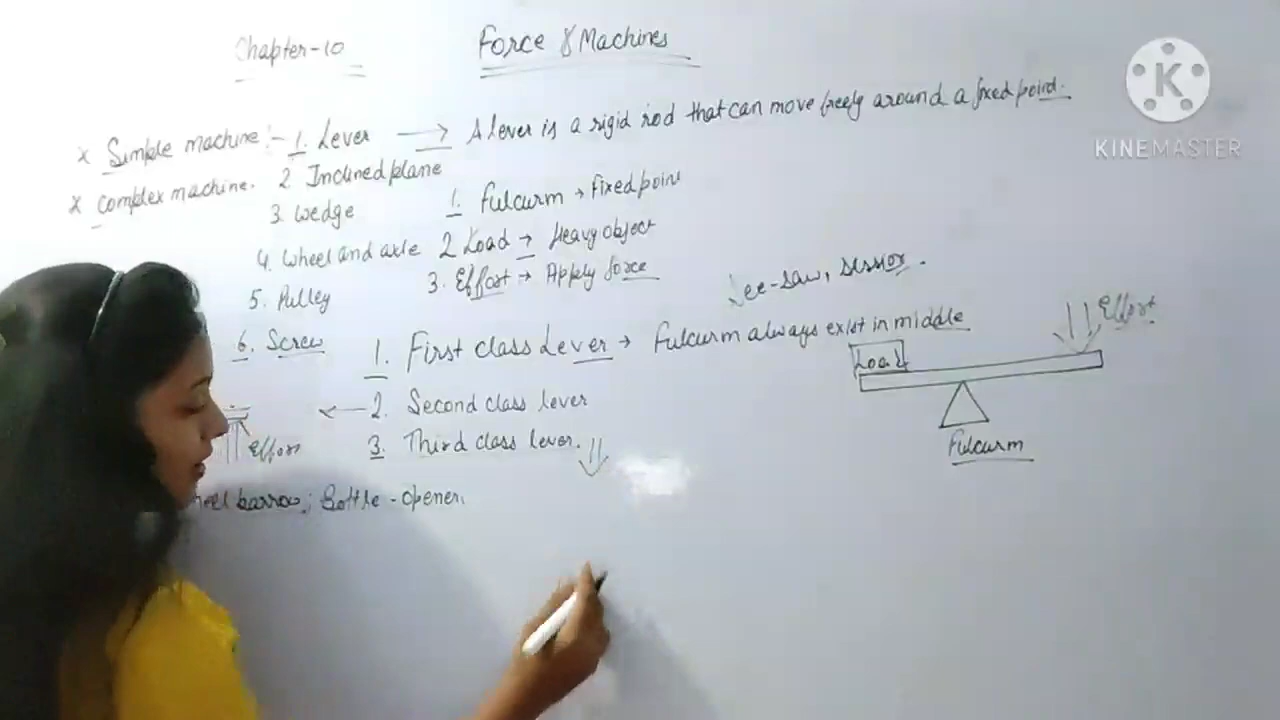 Chapter-10
Force & Machines
x Simple machine :- 1. Lever → A lever is a rigid rod that can move freely around a fixed point.
x Complex machine. 2 Inclined plane
3. Wedge
4. Wheel and axle
5. Pulley
6. Screw
1. Fulcurm → Fixed point
2 Load → Heavy object
3. Effort → Apply force
See-saw, sissior.
1. First class Lever → Fulcurm always exist in middle
Load
Effort
Fulcurm
← 2. Second class lever
3. Third class lever.
Effort
heel barrow; Bottle-opener.
K
KINEMASTER